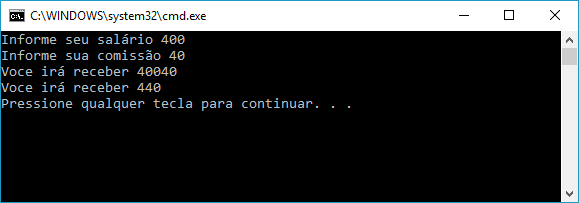 C:\WINDOWS\system32\cmd.exe
Informe seu salário 400
Informe sua comissão 40
Voce irá receber 40040
Voce irá receber 440
Pressione qualquer tecla para continuar. . .